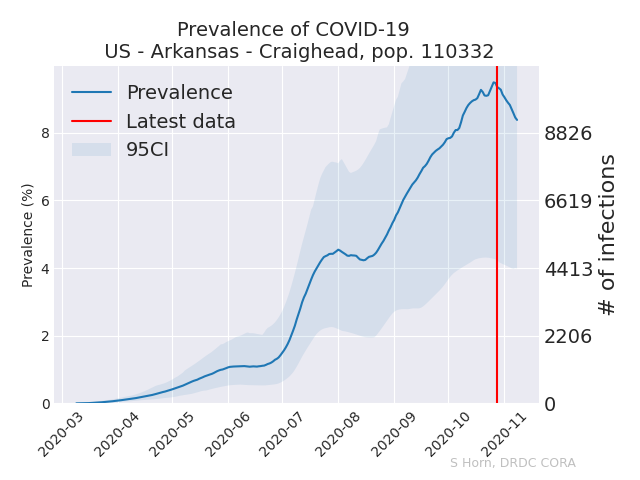 Prevalence of COVID-19
US - Arkansas - Craighead, pop. 110332
Prevalence
Latest data
95CI
Prevalence (%)
8
6
4
2
0
8826
6619
4413
2206
0
# of infections
2020-03
2020-04
2020-05
2020-06
2020-07
2020-08
2020-09
2020-10
2020-11
S Horn, DRDC CORA